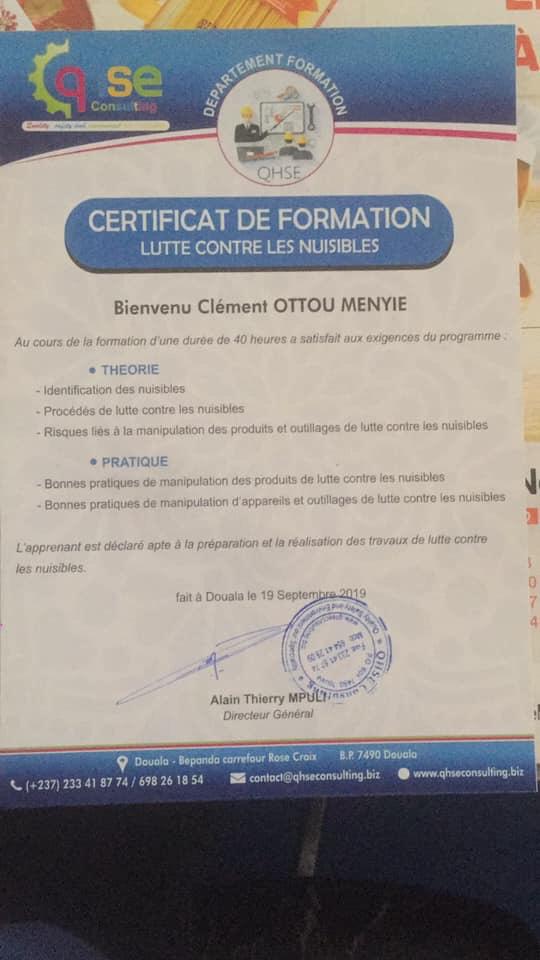 qhse
Consulting
DEPARTEMENT FORMATION
QHSE
CERTIFICAT DE FORMATION
LUTTE CONTRE LES NUISIBLES
Bienvenu Clément OTTOU MENYIE
Au cours de la formation d'une durée de 40 heures a satisfait aux exigences du programme :
• THEORIE
- Identification des nuisibles
- Procédés de lutte contre les nuisibles
- Risques liés à la manipulation des produits et outillages de lutte contre les nuisibles
• PRATIQUE
- Bonnes pratiques de manipulation des produits de lutte contre les nuisibles
- Bonnes pratiques de manipulation d'appareils et outillages de lutte contre les nuisibles
L'apprenant est déclaré apte à la préparation et la réalisation des travaux de lutte contre
les nuisibles.
fait à Douala le 19 Septembre 2019
QHSE Consulting
Alain Thierry MPULI
Directeur Général
Douala - Bepanda carrefour Rose Croix B.P. 7490 Douala
(+237) 233 41 87 74 / 698 26 18 54 contact@qhseconsulting.biz www.qhseconsulting.biz